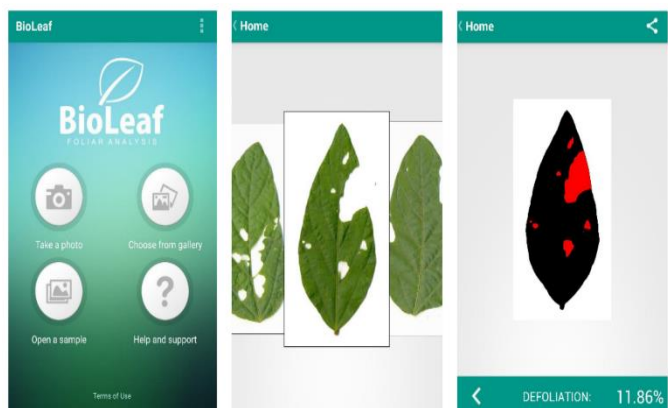 BioLeaf
BioLeaf
FOLIAR ANALYSIS
Take a photo
Choose from gallery
Open a sample
Help and support
Terms of Use
Home
Home
DEFOLIATION: 11.86%